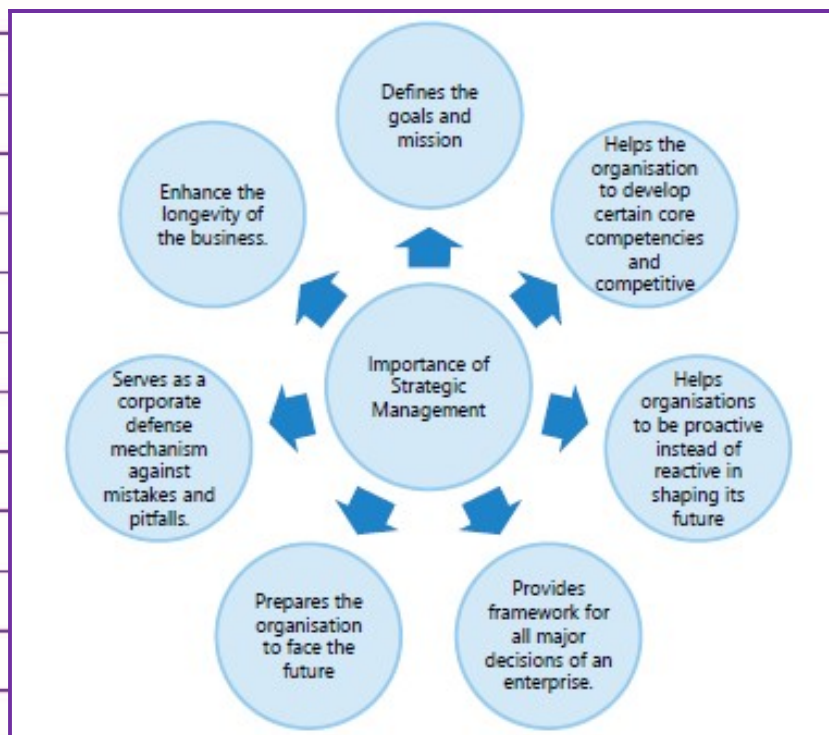 Defines the
goals and
mission
Helps the
organisation
to develop
certain core
competencies
and
competitive
Helps
organisations
to be proactive
instead of
reactive in
shaping its
future
Provides
framework for
all major
decisions of an
enterprise.
Prepares the
organisation
to face the
future
Serves as a
corporate
defense
mechanism
against
mistakes and
pitfalls.
Enhance the
longevity of
the business.
Importance of
Strategic
Management